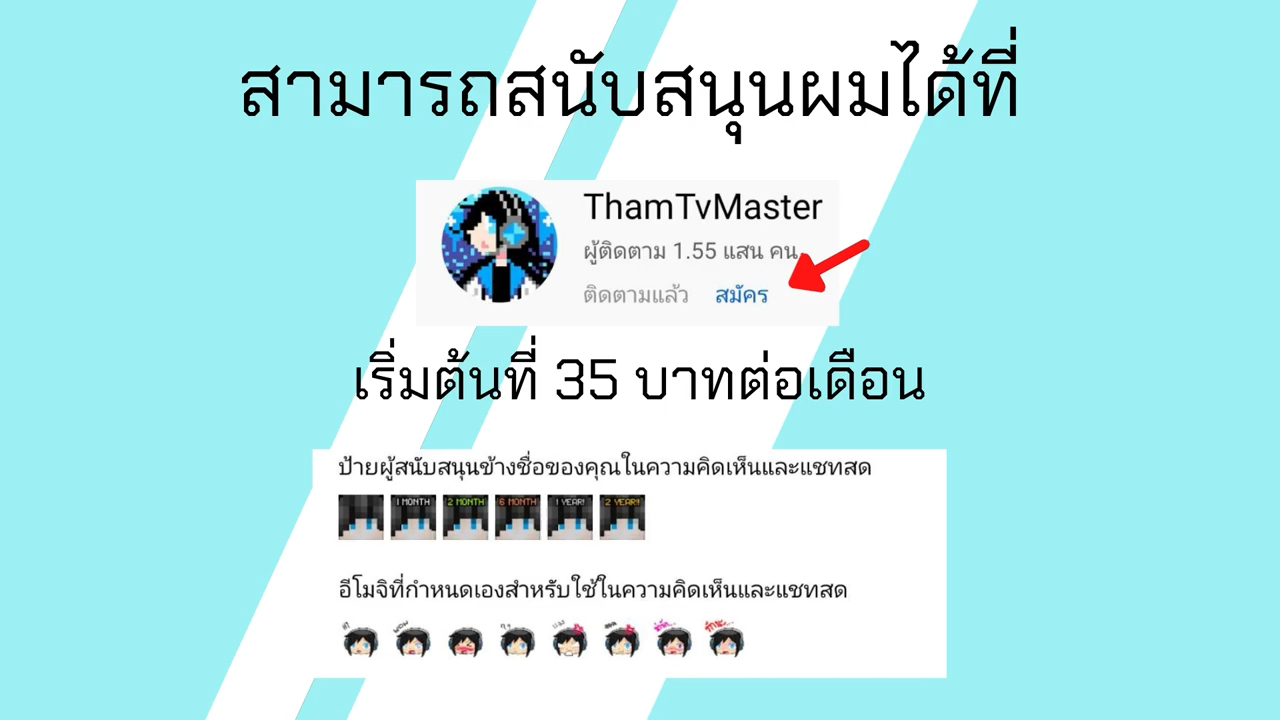 สามารถสนับสนุนผมได้ที่
ThamTvMaster
ผู้ติดตาม 1.55 แสน คน
ติดตามแล้ว สมัคร
เริ่มต้นที่ 35 บาทต่อเดือน
ป้ายผู้สนับสนุนข้างชื่อของคุณในความคิดเห็นและแชทสด
1 MONTH 2 MONTH 6 MONTH 1 YEAR! 2 YEAR!!
อีโมจิที่กำหนดเองสำหรับใช้ในความคิดเห็นและแชทสด